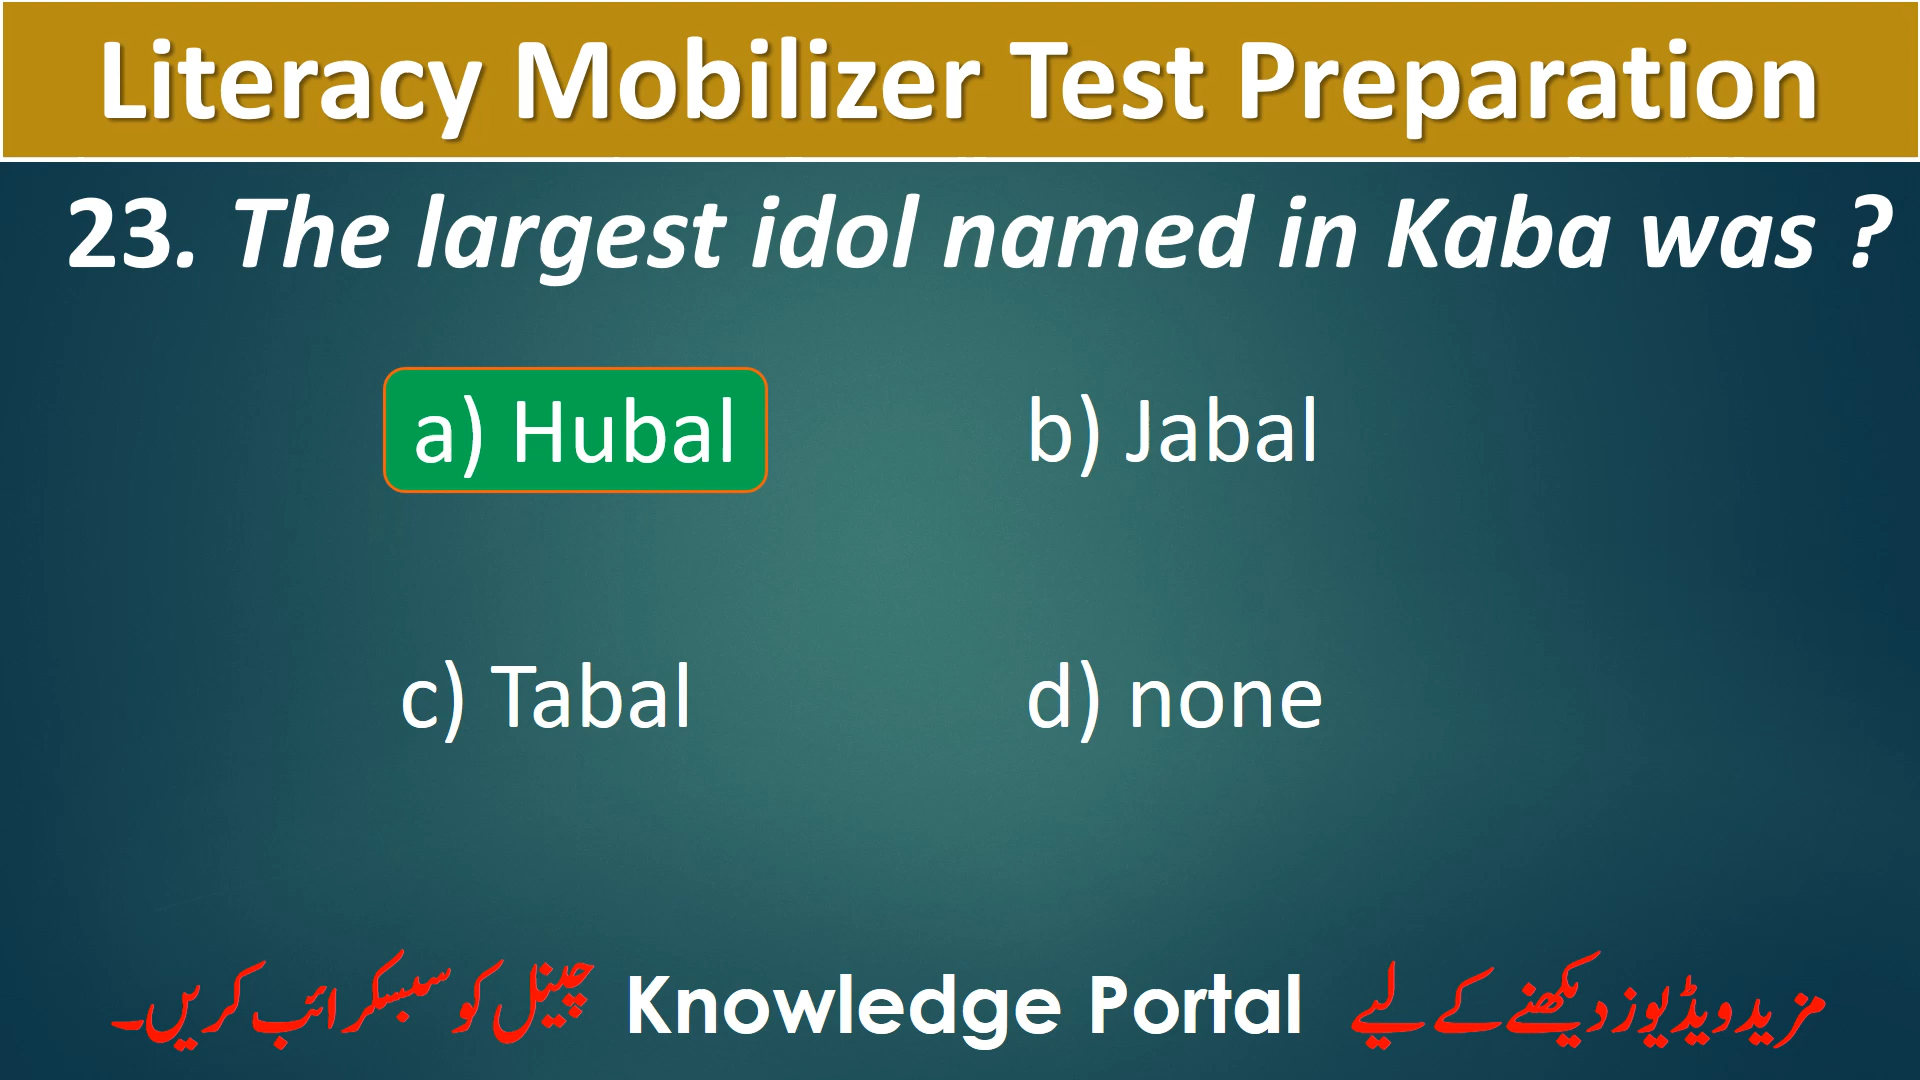 Literacy Mobilizer Test Preparation
23. The largest idol named in Kaba was ?
a) Hubal
b) Jabal
c) Tabal
d) none
مزید ویڈیوز دیکھنے کے لیے Knowledge Portal چینل کو سبسکرائب کریں۔